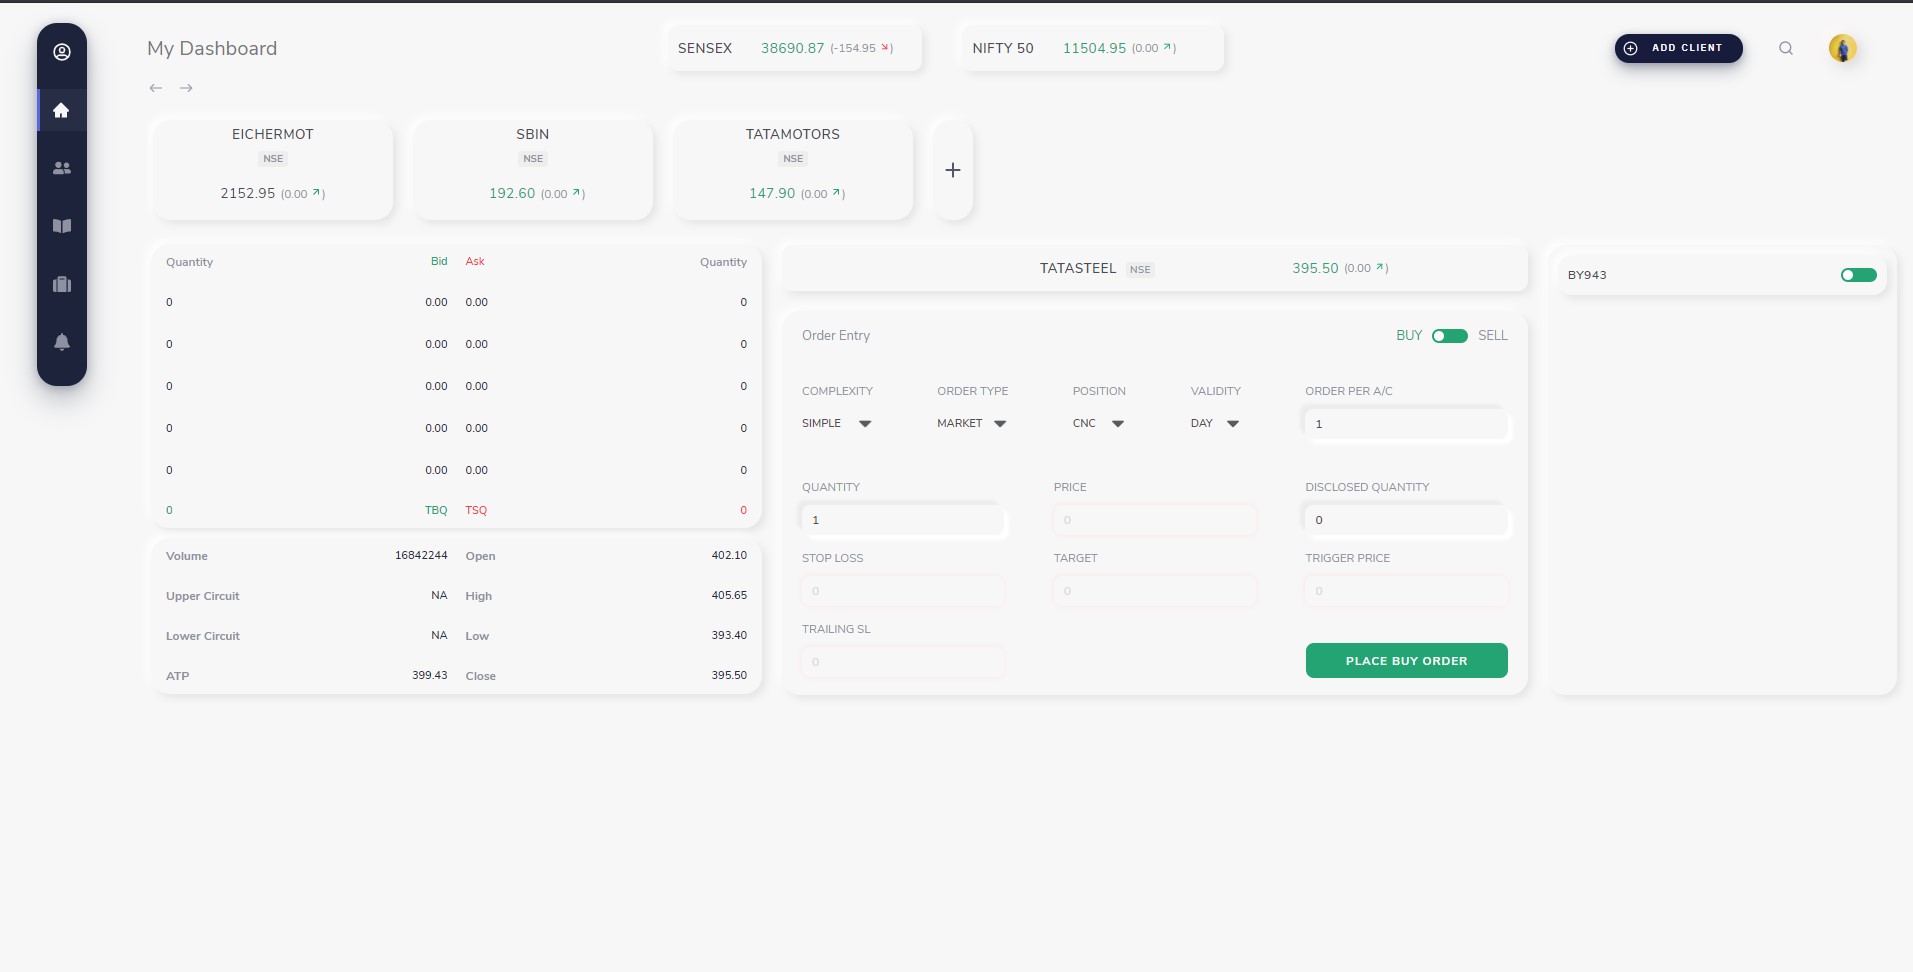 My Dashboard
SENSEX 38690.87 (-154.95 ↘)
NIFTY 50 11504.95 (0.00 ↗)
ADD CLIENT
EICHERMOT
NSE
2152.95 (0.00 ↗)
SBIN
NSE
192.60 (0.00 ↗)
TATAMOTORS
NSE
147.90 (0.00 ↗)
Quantity Bid Ask Quantity
0 0.00 0.00 0
0 0.00 0.00 0
0 0.00 0.00 0
0 0.00 0.00 0
0 0.00 0.00 0
0 TBQ TSQ 0
Volume 16842244 Open 402.10
Upper Circuit NA High 405.65
Lower Circuit NA Low 393.40
ATP 399.43 Close 395.50
TATASTEEL NSE 395.50 (0.00 ↗)
Order Entry BUY SELL
COMPLEXITY ORDER TYPE POSITION VALIDITY ORDER PER A/C
SIMPLE MARKET CNC DAY 1
QUANTITY PRICE DISCLOSED QUANTITY
1 0 0
STOP LOSS TARGET TRIGGER PRICE
0 0 0
TRAILING SL
0
PLACE BUY ORDER
BY943